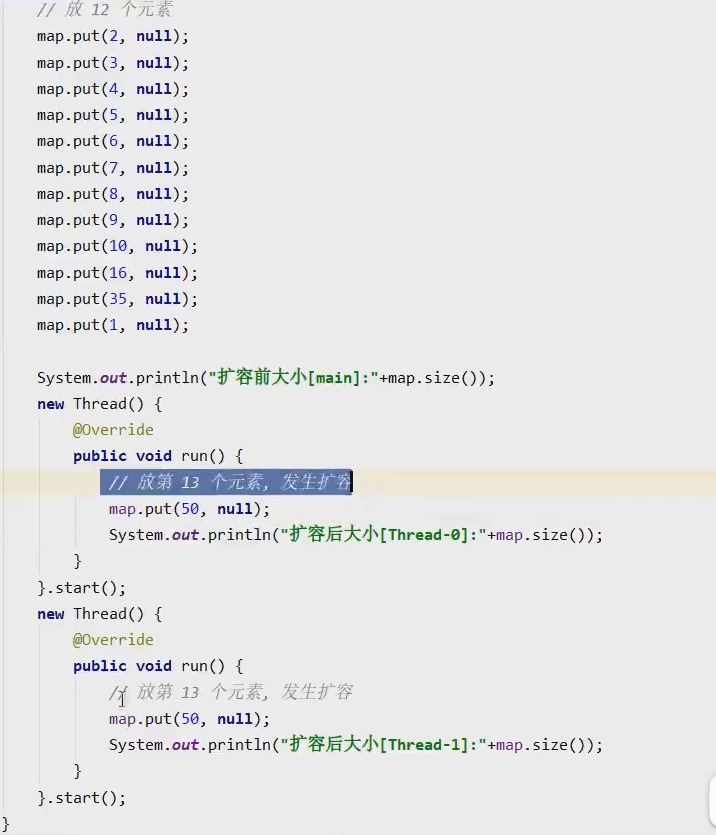 // 放 12 个元素
map.put(2, null);
map.put(3, null);
map.put(4, null);
map.put(5, null);
map.put(6, null);
map.put(7, null);
map.put(8, null);
map.put(9, null);
map.put(10, null);
map.put(16, null);
map.put(35, null);
map.put(1, null);
System.out.println("扩容前大小[main]:"+map.size());
new Thread() {
@Override
public void run() {
// 放第 13 个元素, 发生扩容
map.put(50, null);
System.out.println("扩容后大小[Thread-0]:"+map.size());
}
}.start();
new Thread() {
@Override
public void run() {
// 放第 13 个元素, 发生扩容
map.put(50, null);
System.out.println("扩容后大小[Thread-1]:"+map.size());
}
}.start();
}